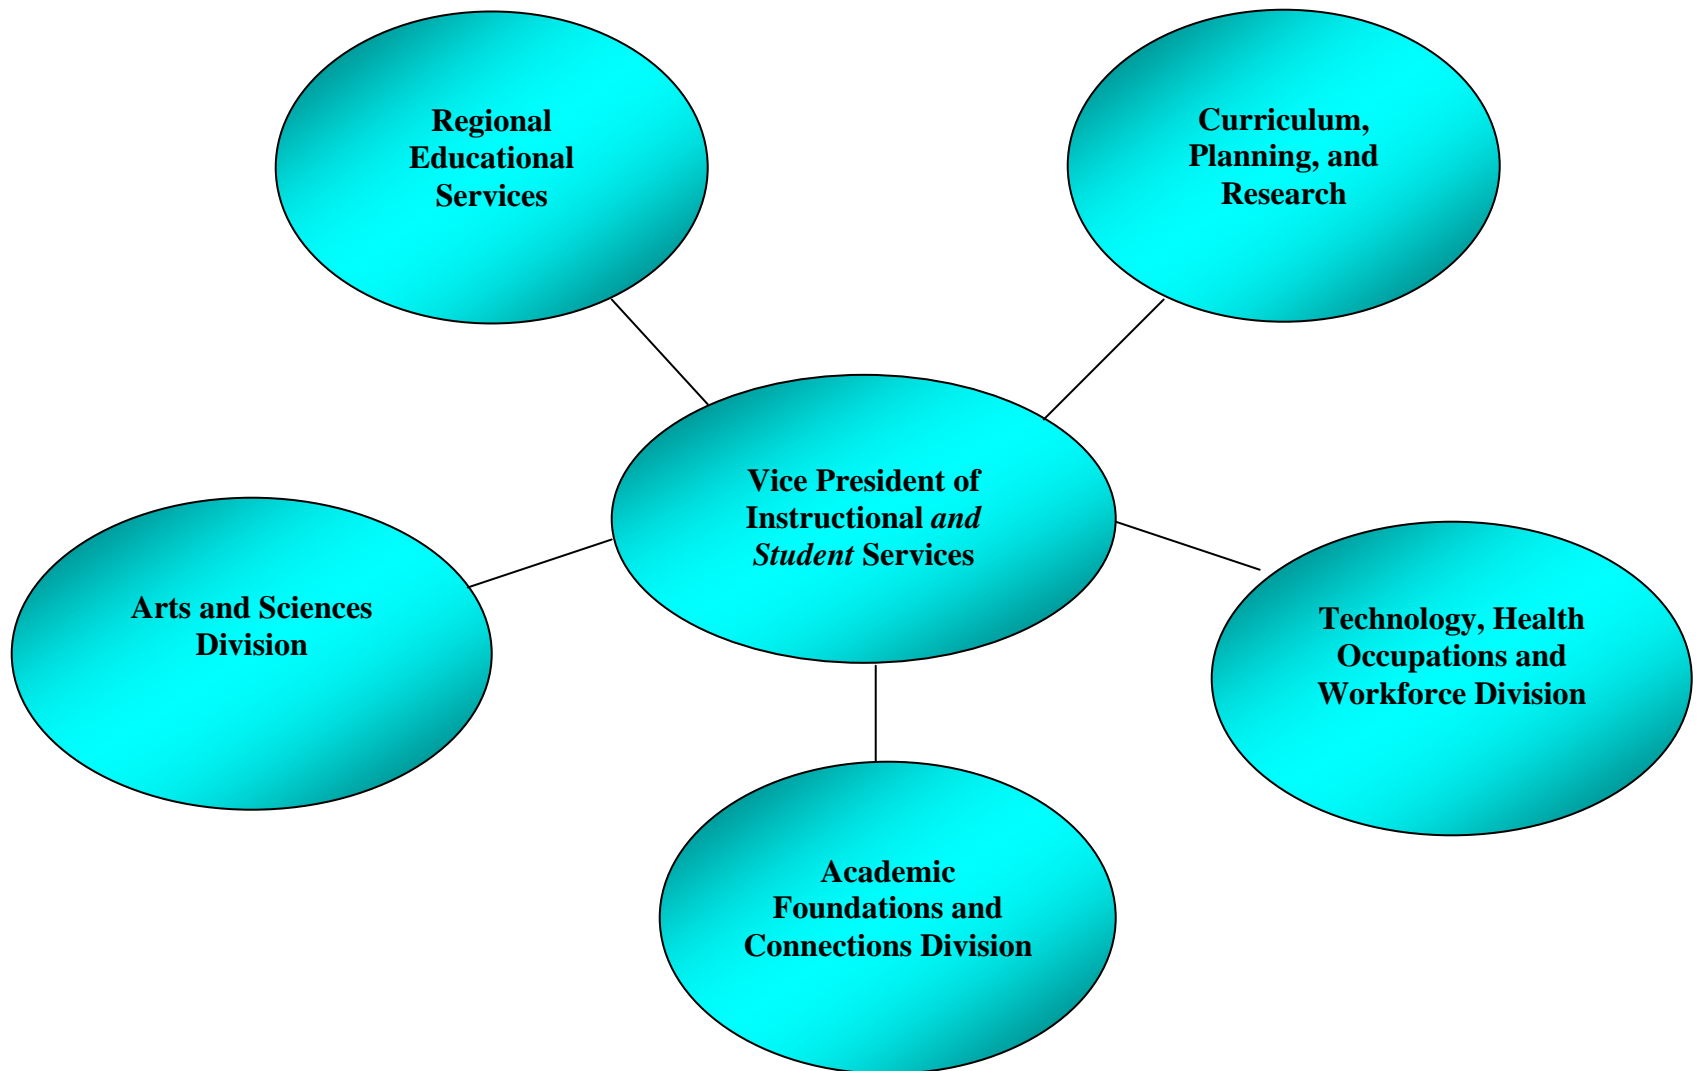 Regional
Educational
Services
Curriculum,
Planning, and
Research
Vice President of
Instructional and
Student Services
Arts and Sciences
Division
Technology, Health
Occupations and
Workforce Division
Academic
Foundations and
Connections Division